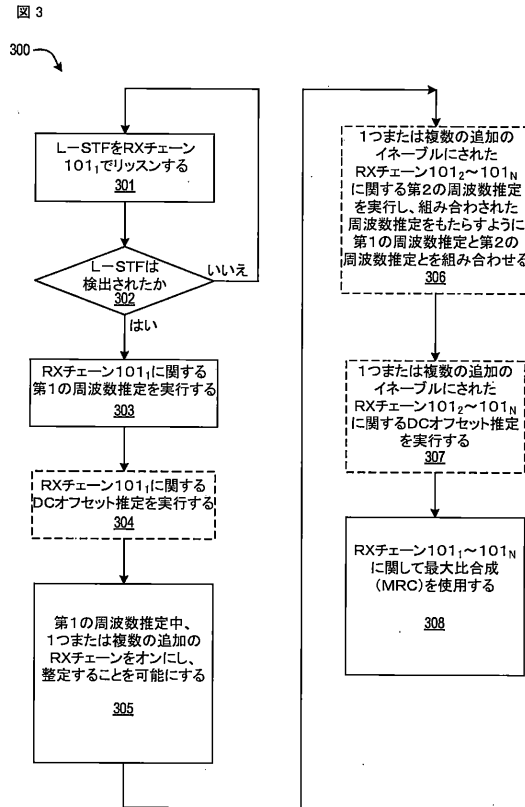 図3
300
L-STFをRXチェーン
101₁でリッスンする
301
L-STFは
検出されたか
302
いいえ
はい
RXチェーン101₁に関する
第1の周波数推定を実行する
303
RXチェーン101₁に関する
DCオフセット推定を実行する
304
第1の周波数推定中、
1つまたは複数の追加の
RXチェーンをオンにし、
整定することを可能にする
305
1つまたは複数の追加の
イネーブルにされた
RXチェーン101₂~101_N
に関する第2の周波数推定
を実行し、組み合わされた
周波数推定をもたらすように
第1の周波数推定と第2の
周波数推定とを組み合わせる
306
1つまたは複数の追加の
イネーブルにされた
RXチェーン101₂~101_N
に関するDCオフセット推定
を実行する
307
RXチェーン101₁~101_N
に関して最大比合成
(MRC)を使用する
308